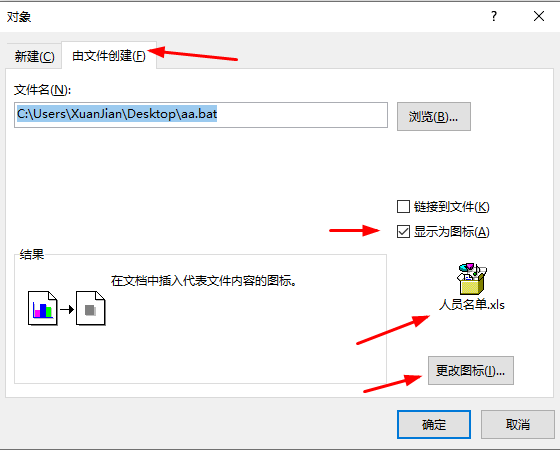 对象
新建(C)
由文件创建(F)
文件名(N):
C:\Users\XuanJian\Desktop\aa.bat
浏览(B)...
链接到文件(K)
显示为图标(A)
结果
在文档中插入代表文件内容的图标。
人员名单.xls
更改图标(I)...
确定
取消